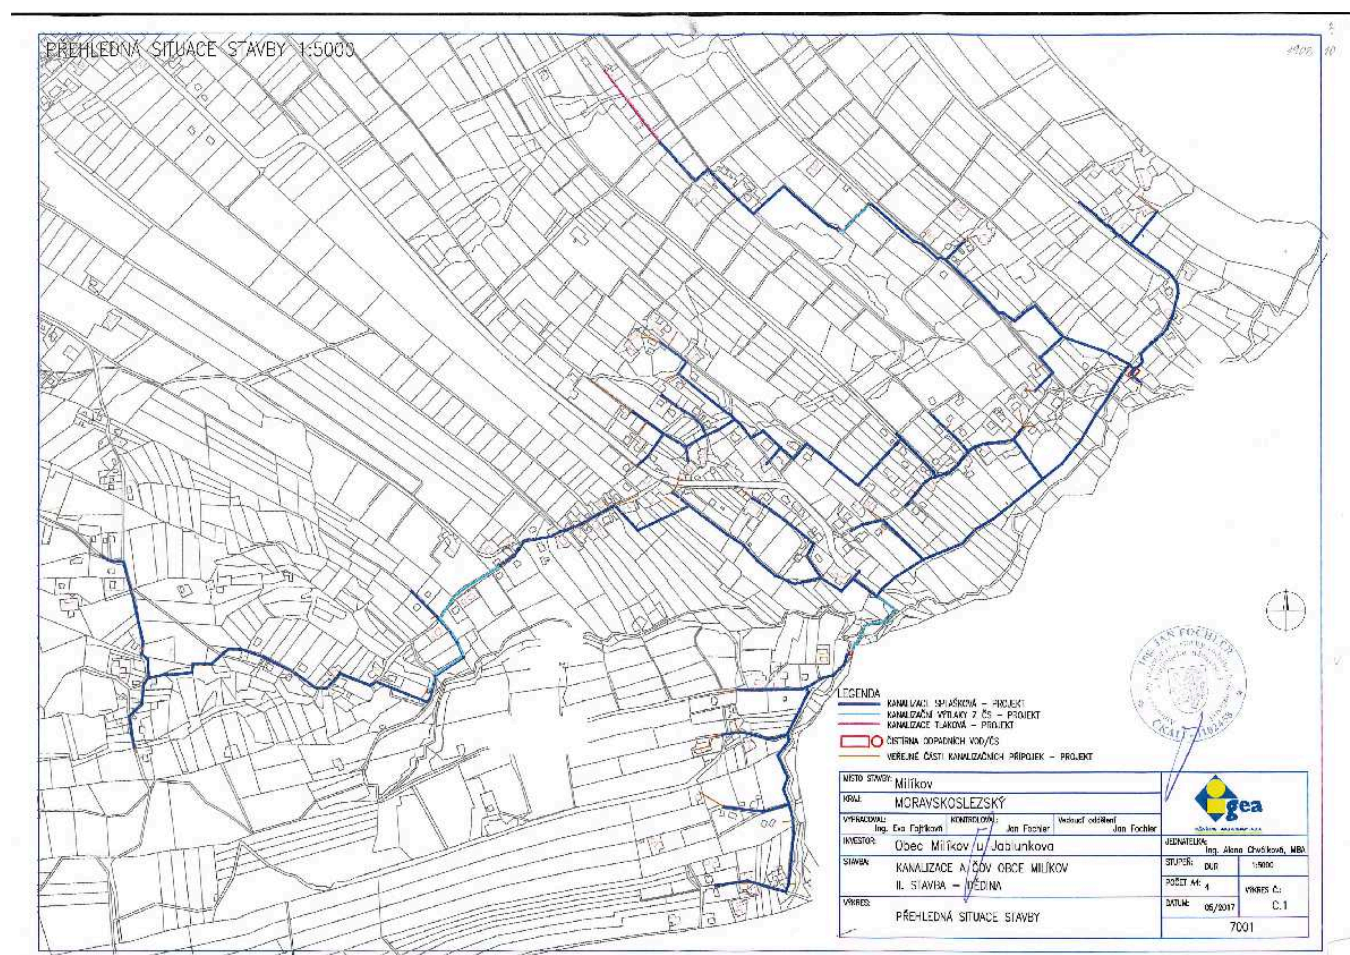 PŘEHLEDNÁ SITUACE STAVBY 1:5000
LEGENDA
KANALIZACE SPLAŠKOVÁ – PROJEKT
KANALIZAČNÍ VÝTLAKY Z ČS – PROJEKT
KANALIZACE TLAKOVÁ – PROJEKT
ČISTÍRNA ODPADNÍCH VOD/ČS
VEŘEJNÉ ČÁSTI KANALIZAČNÍCH PŘÍPOJEK – PROJEKT
Ing. JAN FOCHLER
MÍSTO STAVBY: Milíkov
KRAJ: MORAVSKOSLEZSKÝ
VYPRACOVAL: KONTROLOVAL: Vedoucí oddělení
Ing. Eva Fojtíková Jan Fochler Jan Fochler
INVESTOR: Obec Milíkov u Jablunkova
STAVBA: KANALIZACE A ČOV OBCE MILÍKOV
II. STAVBA – DĚDINA
VÝKRES: PŘEHLEDNÁ SITUACE STAVBY
gea
JEDNATELKA:
Ing. Alena MBA
STUPEŇ: DUR 1:5000
POČET A4: 4
VÝKRES Č.: C.1
DATUM: 05/2017
7001